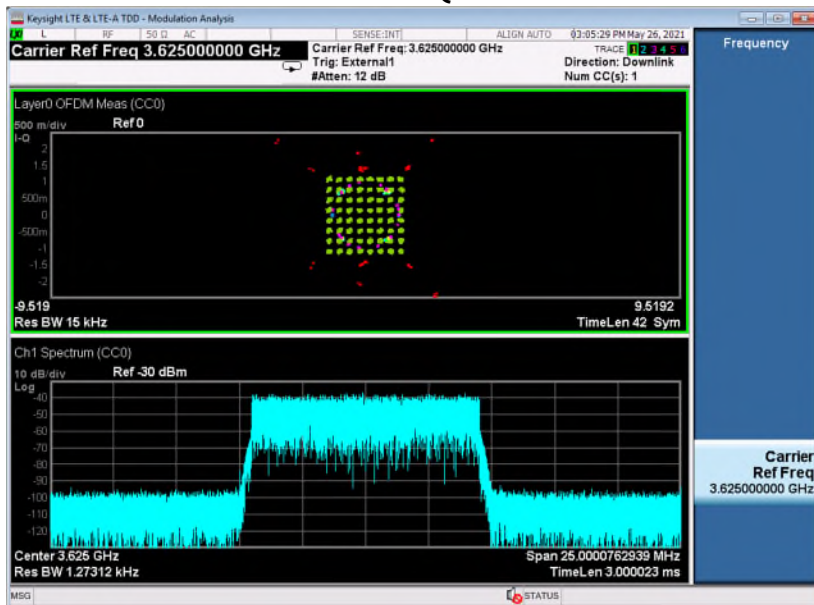 Keysight LTE & LTE-A TDD - Modulation Analysis
L RF 50 Ω AC SENSE:INT ALIGN AUTO 03:05:29 PM May 26, 2021
Carrier Ref Freq 3.625000000 GHz
Carrier Ref Freq: 3.625000000 GHz
Trig: External1
#Atten: 12 dB
TRACE 1 2 3 4 5 6
Direction: Downlink
Num CC(s): 1
Frequency
Layer0 OFDM Meas (CC0)
500 m/div Ref 0
I-Q
2
1.5
1
500m
0
-500m
-1
-1.5
-2
-9.519 9.5192
Res BW 15 kHz TimeLen 42 Sym
Ch1 Spectrum (CC0)
10 dB/div Ref -30 dBm
Log
-40
-50
-60
-70
-80
-90
-100
-110
-120
Center 3.625 GHz Span 25.0000762939 MHz
Res BW 1.27312 kHz TimeLen 3.000023 ms
Carrier
Ref Freq
3.625000000 GHz
MSG STATUS